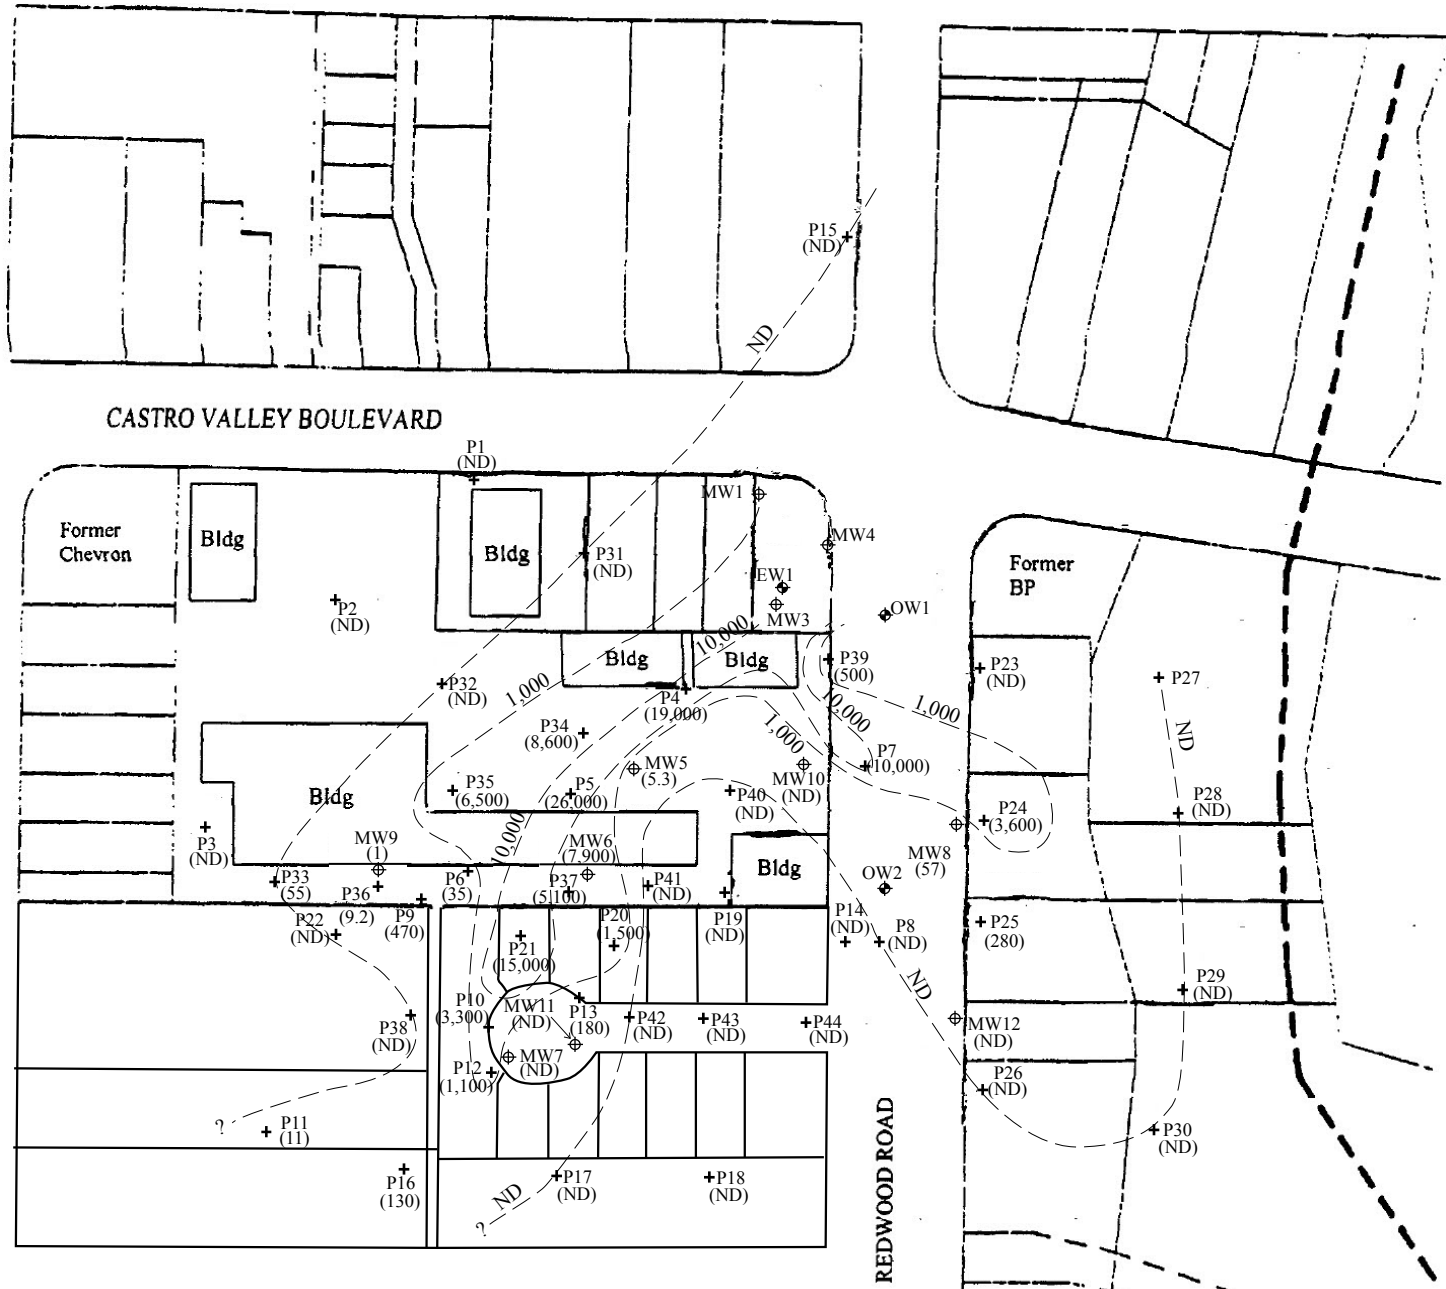 P15
(ND)
ND
CASTRO VALLEY BOULEVARD
P1
(ND)
MW1
Former
Chevron
Bldg
Bldg
P31
(ND)
MW4
Former
BP
EW1
P2
(ND)
MW3
OW1
10,000
Bldg
Bldg
P39
(500)
P23
(ND)
P27
P32
(ND)
1,000
P4
(19,000)
10,000
1,000
ND
P34
(8,600)
1,000
P7
(10,000)
MW5
(5.3)
MW10
(ND)
Bldg
P35
(6,500)
P5
(26,000)
P40
(ND)
P24
(3,600)
P28
(ND)
P3
(ND)
MW9
(1)
10,000
MW6
(7,900)
Bldg
MW8
(57)
OW2
P33
(55)
P36
(9.2)
P6
(35)
P37
(5,100)
P41
(ND)
P22
(ND)
P9
(470)
P20
(1,500)
P19
(ND)
P14
(ND)
P8
(ND)
P25
(280)
P21
(15,000)
ND
P29
(ND)
P10
(3,300)
MW11
(ND)
P13
(180)
P38
(ND)
P42
(ND)
P43
(ND)
P44
(ND)
MW12
(ND)
P12
(1,100)
MW7
(ND)
P26
(ND)
?
P11
(11)
P30
(ND)
P16
(130)
ND
?
P17
(ND)
P18
(ND)
REDWOOD ROAD